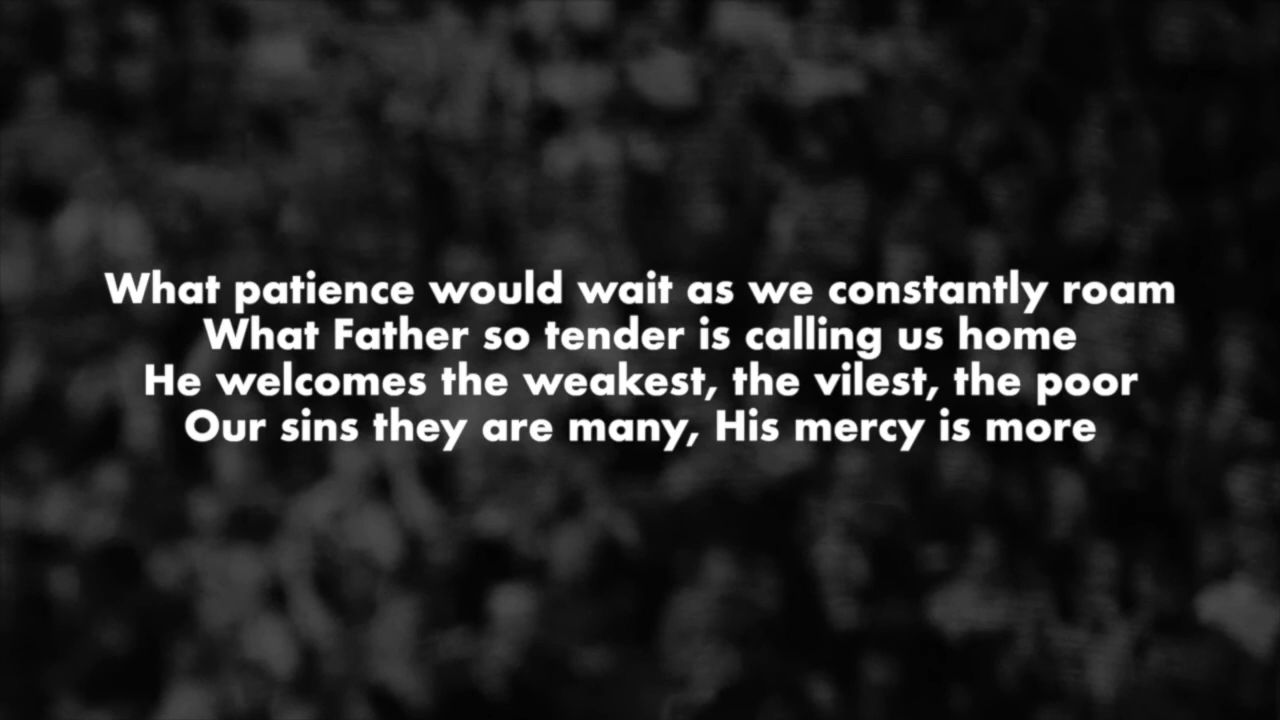 What patience would wait as we constantly roam
What Father so tender is calling us home
He welcomes the weakest, the vilest, the poor
Our sins they are many, His mercy is more